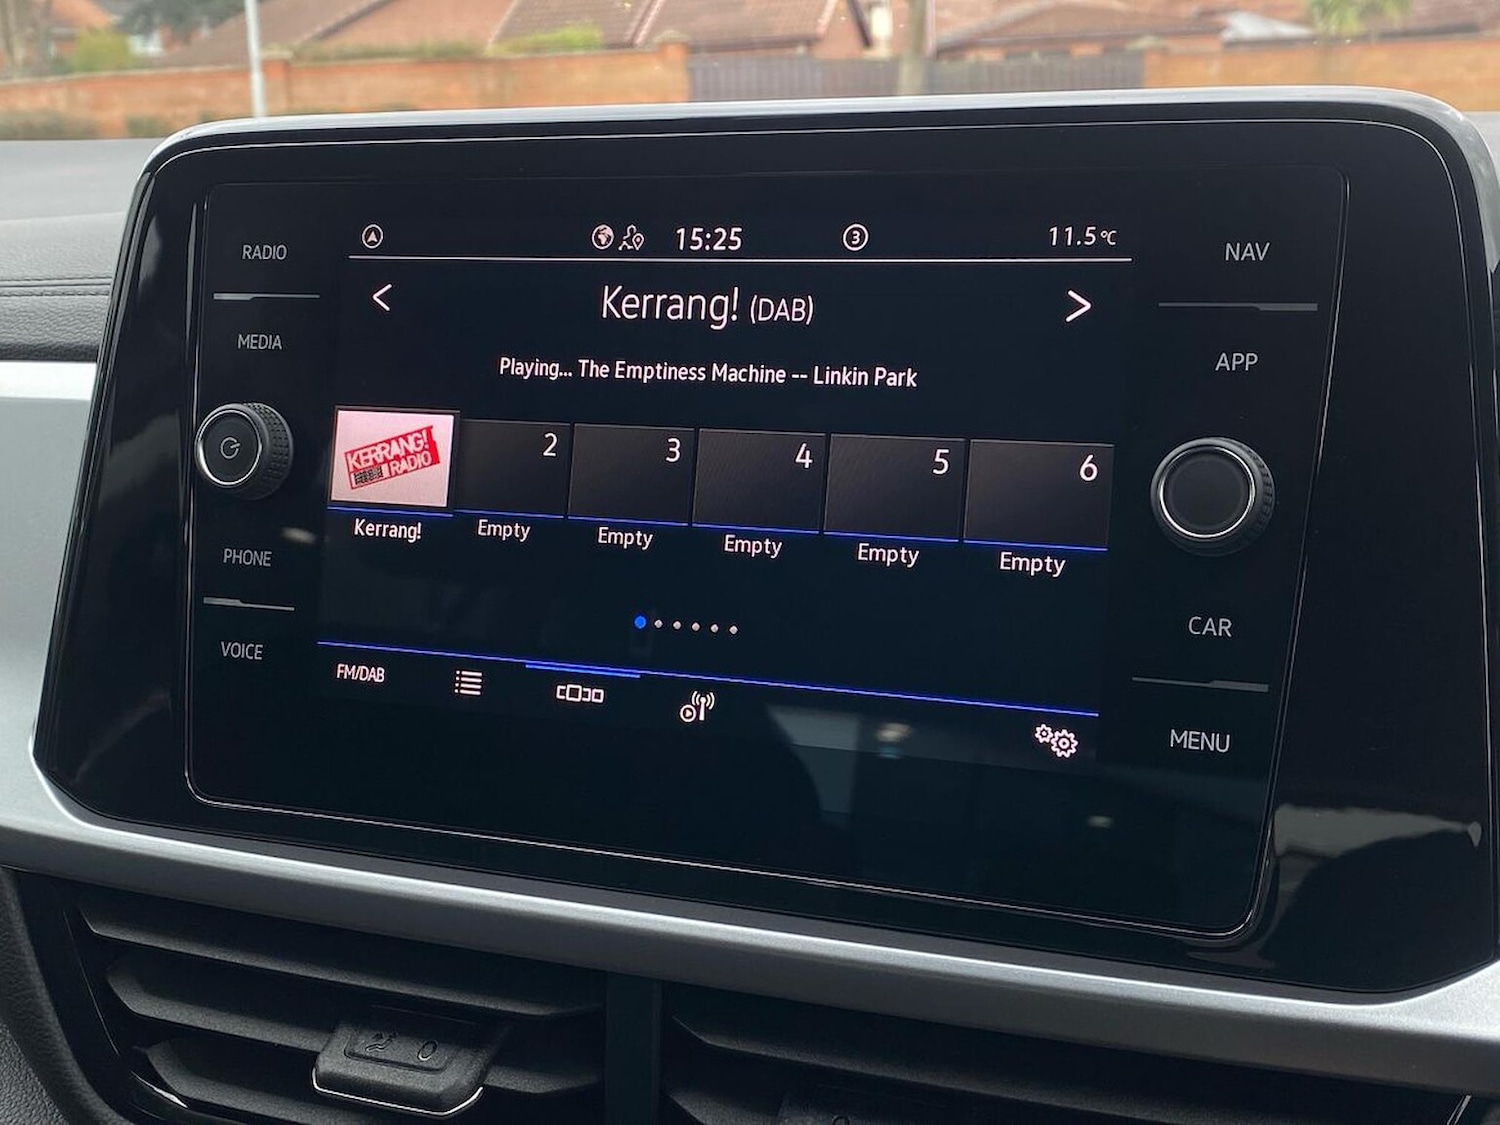 RADIO
MEDIA
PHONE
VOICE
15:25
3
11.5°C
Kerrang! (DAB)
Playing... The Emptiness Machine -- Linkin Park
KERRANG!
RADIO
2
3
4
5
6
Kerrang!
Empty
Empty
Empty
Empty
Empty
FM/DAB
NAV
APP
CAR
MENU